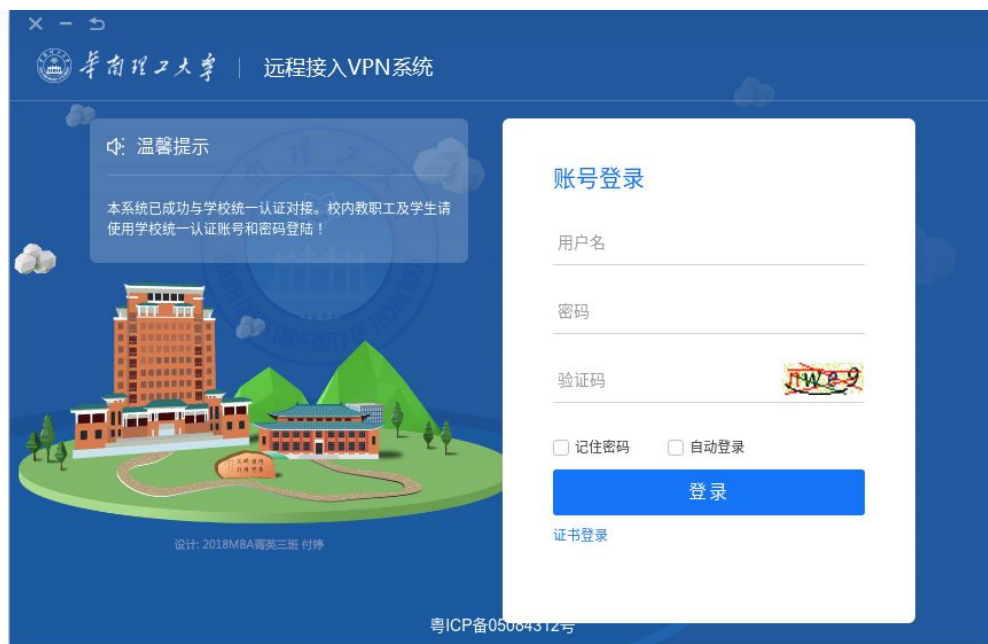 华南理工大学 | 远程接入VPN系统
温馨提示
本系统已成功与学校统一认证对接。校内教职工及学生请
使用学校统一认证账号和密码登陆！
设计: 2018MBA菁英三班 付婷
账号登录
用户名
密码
验证码
nwe9
记住密码
自动登录
登录
证书登录
粤ICP备05084312号